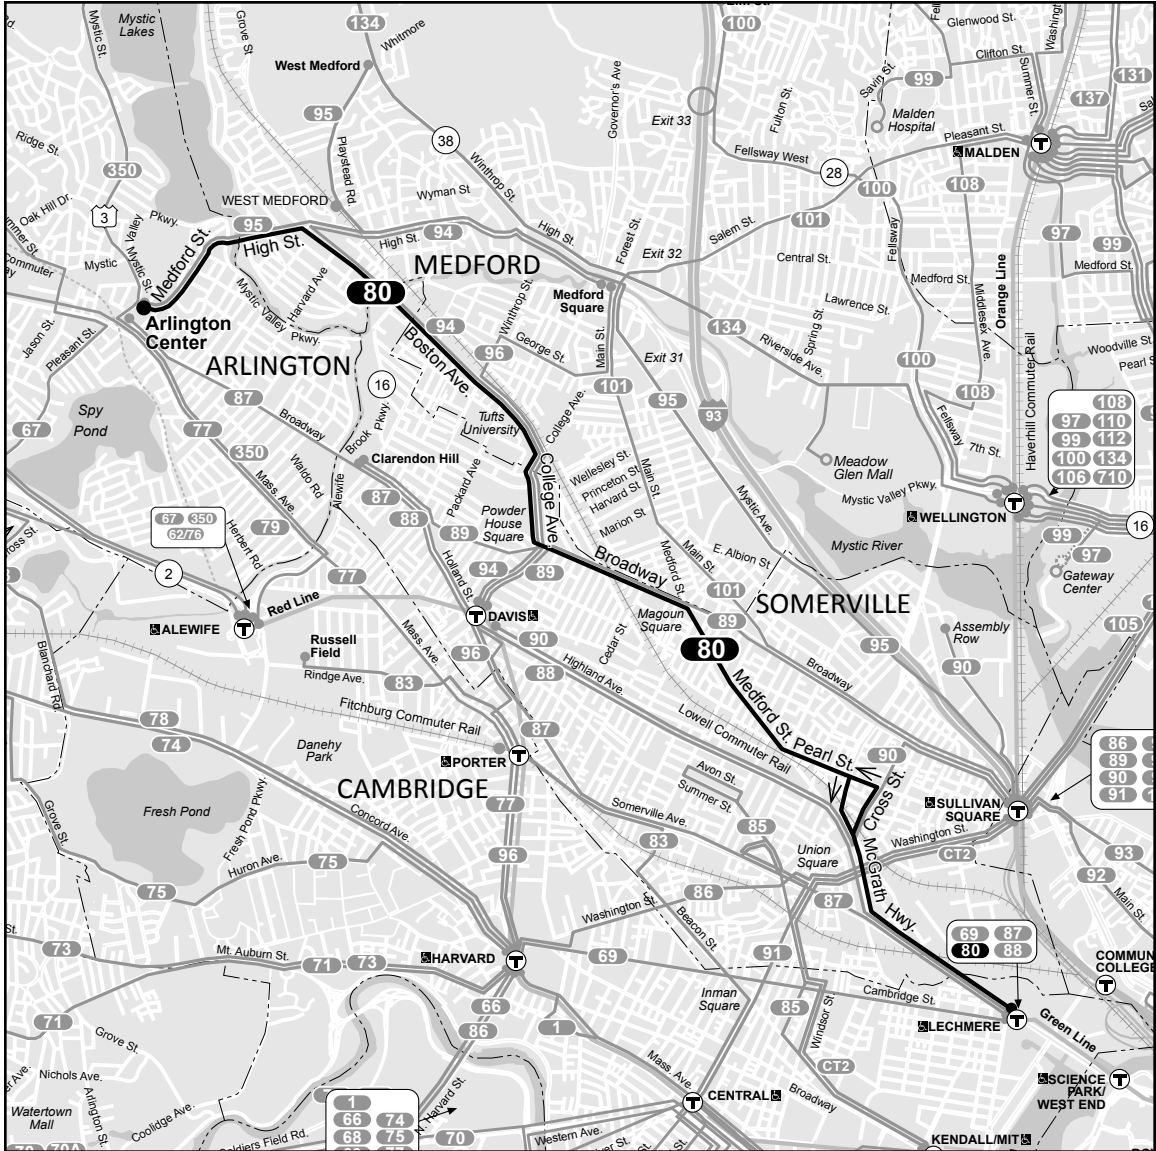 Mystic
Lakes
Mystic St.
Grove St
134
Whitmore
West Medford
95
Playstead Rd.
38
Winthrop St.
Wyman St
Governor's Ave
Exit 33
100
Fulton St.
Savin St.
99
Malden
Hospital
Glenwood St.
Clifton St.
Washington
Summer St.
131
137
Pleasant St.
MALDEN
Fellsway West
28
100
108
101
Salem St.
Forest St.
Exit 32
Central St.
Fellsway
Medford St.
Middlesex Ave.
Orange Line
97
99
Medford St.
Ridge St.
350
Oak Hill Dr.
3
Mystic
Valley
Pkwy.
Mystic St.
WEST MEDFORD
95
High St.
94
High St.
Medford St.
High St.
Arlington
Center
ARLINGTON
Mystic Valley
Pkwy.
Harvard Ave
80
MEDFORD
Medford
Square
Winthrop St.
94
Boston Ave.
96
George St.
Main St.
101
Exit 31
95
134
Riverside Ave.
Spring St.
Lawrence St.
93
100
108
Fellsway
7th St.
Haverhill Commuter Rail
Woodville St.
108
97 110
99 112
100 134
106 710
Jason St.
Pleasant St.
67
Spy
Pond
77
87
Broadway
350
Mass. Ave.
Waldo Rd
16
Alewife
Brook
Pkwy.
Clarendon Hill
87
88
Packard Ave
Tufts
University
College Ave.
Powder
House
Square
89
College Ave.
Wellesley St.
Princeton St
Harvard St.
Marion St
Main St.
Mystic Ave
Meadow
Glen Mall
Mystic Valley Pkwy.
WELLINGTON
Mystic River
16
99
97
Gateway
Center
67 350
62/76
79
Herbert Rd
2
Red Line
ALEWIFE
77
Holland St.
94
89
Broadway
Medford St.
Main St.
E. Albion St
101
SOMERVILLE
Magoun
Square
89
DAVIS
96
90
88
Highland Ave.
Cedar St
80
Broadway
95
Assembly
Row
90
105
Russell
Field
Rindge Ave.
83
Mass. Ave.
Blanchard Rd.
Fitchburg Commuter Rail
87
Medford St.
Pearl St.
Lowell Commuter Rail
90
78
74
Danehy
Park
PORTER
CAMBRIDGE
77
Avon St.
Summer St.
Somerville Ave.
85
83
Cross St.
Washington St.
CT2
SULLIVAN
SQUARE
86
89
90
91
93
92
Main St.
Fresh Pond
Grove St.
Fresh Pond Pkwy.
Concord Ave.
Huron Ave.
75
75
96
Union
Square
McGrath
Hwy.
87
86
Washington St.
Beacon St.
73
Mt. Auburn St.
71
73
HARVARD
69
91
69 87
80 88
Cambridge St.
LECHMERE
Green Line
Inman
Square
85
Windsor St
CT2
66
86
1
Mass. Ave.
71
Grove St.
Nichols Ave.
Arlington St.
Coolidge Ave.
Watertown
Mall
N. Harvard St.
1
66 74
68 75
70
Western Ave.
CENTRAL
Broadway
KENDALL/MIT
SCIENCE
PARK/
WEST END